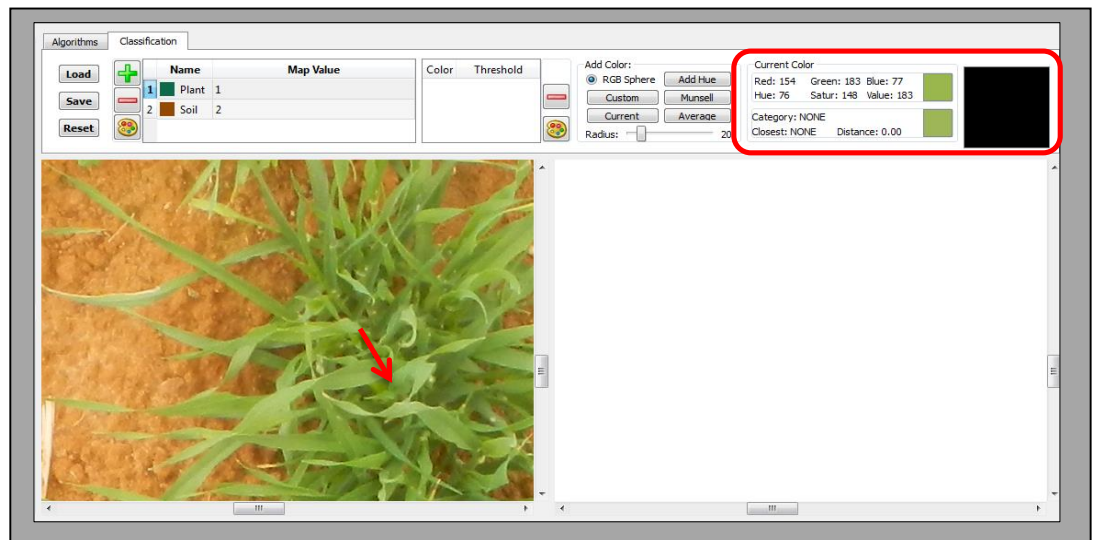 Algorithms Classification
Load
Save
Reset
Name Map Value
1 Plant 1
2 Soil 2
Color Threshold
Add Color:
RGB Sphere Add Hue
Custom Munsell
Current Average
Radius: 20
Current Color
Red: 154 Green: 183 Blue: 77
Hue: 76 Satur: 148 Value: 183
Category: NONE
Closest: NONE Distance: 0.00